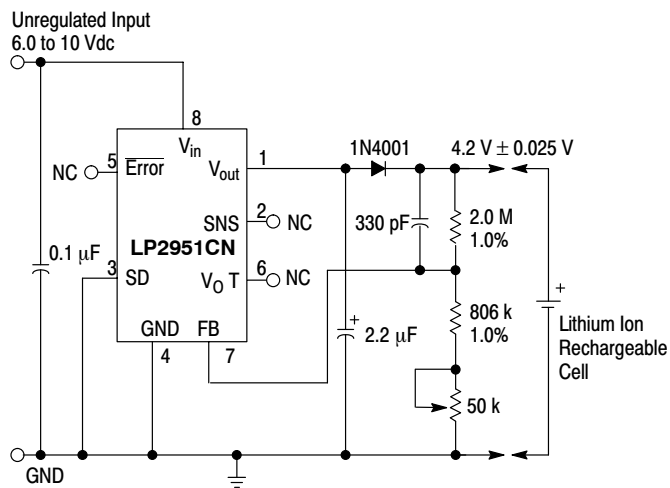 Unregulated Input
6.0 to 10 Vdc
8
Vin
5
Error
NC
Vout
1
1N4001
4.2 V ± 0.025 V
SNS
2
NC
330 pF
2.0 M
1.0%
LP2951CN
0.1 µF
3
SD
VO T
6
NC
GND
FB
4
7
2.2 µF
+
806 k
1.0%
+
Lithium Ion
Rechargeable
Cell
50 k
GND